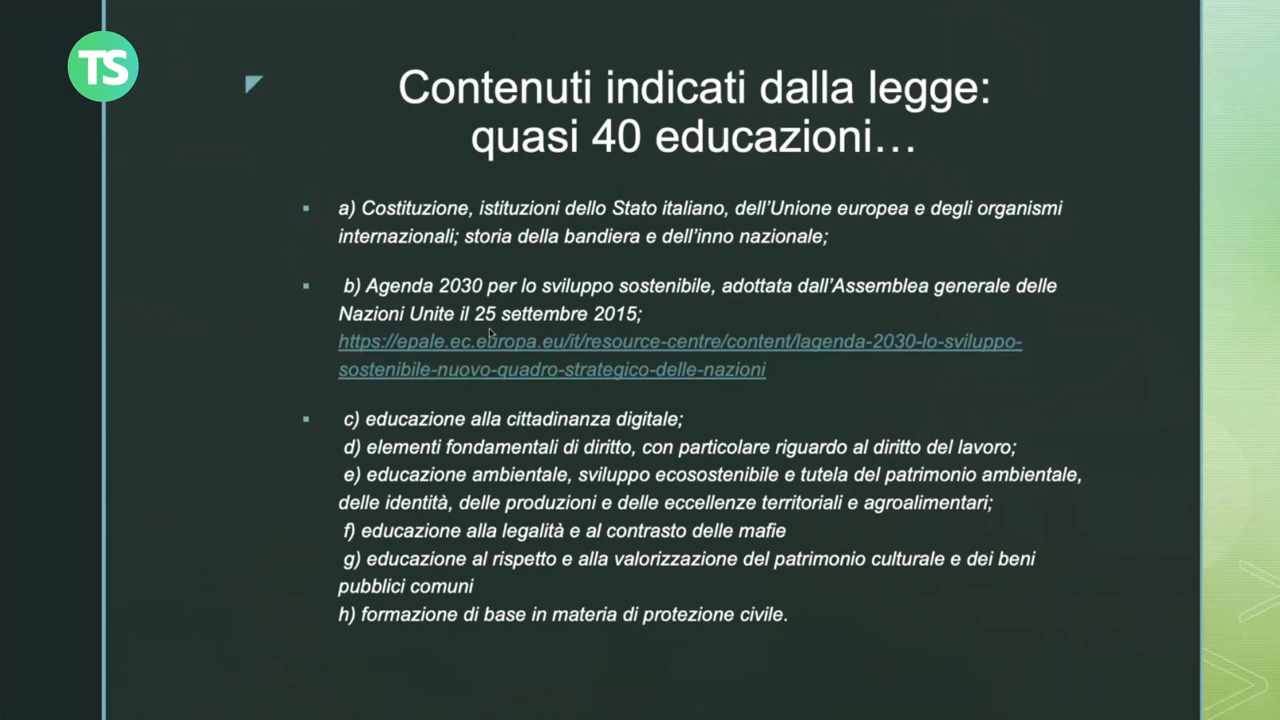 TS
Contenuti indicati dalla legge:
quasi 40 educazioni…
a) Costituzione, istituzioni dello Stato italiano, dell’Unione europea e degli organismi
internazionali; storia della bandiera e dell’inno nazionale;
b) Agenda 2030 per lo sviluppo sostenibile, adottata dall’Assemblea generale delle
Nazioni Unite il 25 settembre 2015;
https://epale.ec.europa.eu/it/resource-centre/content/lagenda-2030-lo-sviluppo-
sostenibile-nuovo-quadro-strategico-delle-nazioni
c) educazione alla cittadinanza digitale;
d) elementi fondamentali di diritto, con particolare riguardo al diritto del lavoro;
e) educazione ambientale, sviluppo ecosostenibile e tutela del patrimonio ambientale,
delle identità, delle produzioni e delle eccellenze territoriali e agroalimentari;
f) educazione alla legalità e al contrasto delle mafie
g) educazione al rispetto e alla valorizzazione del patrimonio culturale e dei beni
pubblici comuni
h) formazione di base in materia di protezione civile.